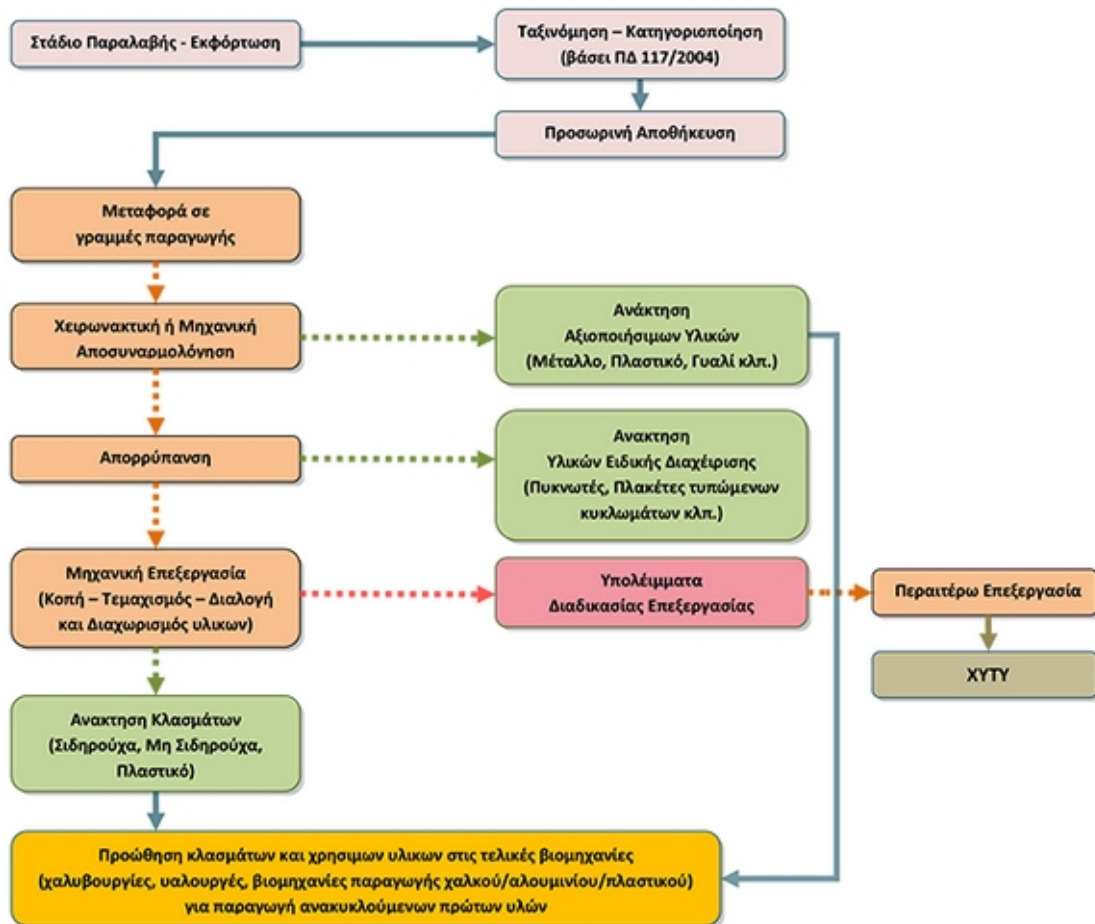 Στάδιο Παραλαβής - Εκφόρτωση
Ταξινόμηση – Κατηγοριοποίηση
(βάσει ΠΔ 117/2004)
Προσωρινή Αποθήκευση
Μεταφορά σε
γραμμές παραγωγής
Χειρωνακτική ή Μηχανική
Αποσυναρμολόγηση
Ανάκτηση
Αξιοποιήσιμων Υλικών
(Μέταλλο, Πλαστικό, Γυαλί κλπ.)
Απορρύπανση
Ανακτηση
Υλικών Ειδικής Διαχέιρισης
(Πυκνωτές, Πλακέτες τυπώμενων
κυκλωμάτων κλπ.)
Μηχανική Επεξεργασία
(Κοπή – Τεμαχισμός – Διαλογή
και Διαχωρισμός υλικων)
Υπολέιμματα
Διαδικασίας Επεξεργασίας
Περαιτέρω Επεξεργασία
ΧΥΤΥ
Ανακτηση Κλασμάτων
(Σιδηρούχα, Μη Σιδηρούχα,
Πλαστικό)
Προώθηση κλασμάτων και χρησιμων υλικων στις τελικές βιομηχανίες
(χαλυβουργίες, υαλουργές, βιομηχανίες παραγωγής χαλκού/αλουμινίου/πλαστικού)
για παραγωγή ανακυκλούμενων πρώτων υλών